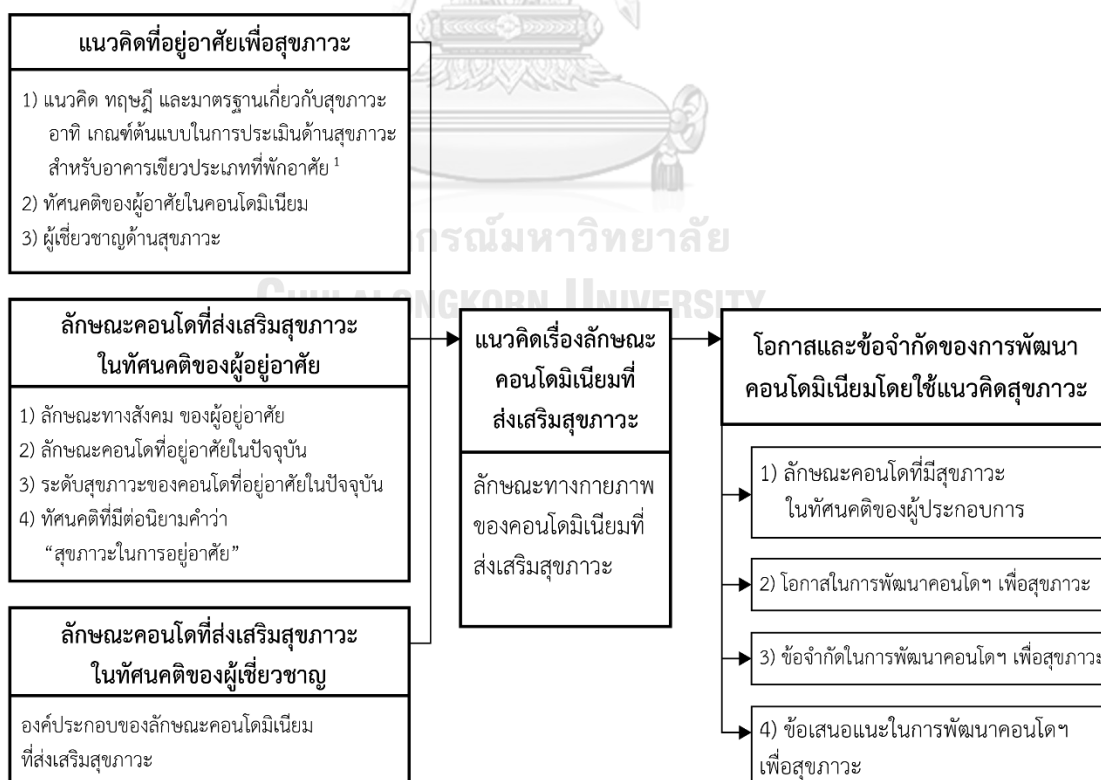 แนวคิดที่อยู่อาศัยเพื่อสุขภาวะ
1) แนวคิด ทฤษฎี และมาตรฐานเกี่ยวกับสุขภาวะ
อาทิ เกณฑ์ต้นแบบในการประเมินด้านสุขภาวะ
สำหรับอาคารเขียวประเภทที่พักอาศัย 1
2) ทัศนคติของผู้อาศัยในคอนโดมิเนียม
3) ผู้เชี่ยวชาญด้านสุขภาวะ
ลักษณะคอนโดที่ส่งเสริมสุขภาวะ
ในทัศนคติของผู้อยู่อาศัย
1) ลักษณะทางสังคม ของผู้อยู่อาศัย
2) ลักษณะคอนโดที่อยู่อาศัยในปัจจุบัน
3) ระดับสุขภาวะของคอนโดที่อยู่อาศัยในปัจจุบัน
4) ทัศนคติที่มีต่อนิยามคำว่า
“สุขภาวะในการอยู่อาศัย”
ลักษณะคอนโดที่ส่งเสริมสุขภาวะ
ในทัศนคติของผู้เชี่ยวชาญ
องค์ประกอบของลักษณะคอนโดมิเนียม
ที่ส่งเสริมสุขภาวะ
แนวคิดเรื่องลักษณะ
คอนโดมิเนียมที่
ส่งเสริมสุขภาวะ
ลักษณะทางกายภาพ
ของคอนโดมิเนียมที่
ส่งเสริมสุขภาวะ
โอกาสและข้อจำกัดของการพัฒนา
คอนโดมิเนียมโดยใช้แนวคิดสุขภาวะ
1) ลักษณะคอนโดที่มีสุขภาวะ
ในทัศนคติของผู้ประกอบการ
2) โอกาสในการพัฒนาคอนโดฯ เพื่อสุขภาวะ
3) ข้อจำกัดในการพัฒนาคอนโดฯ เพื่อสุขภาวะ
4) ข้อเสนอแนะในการพัฒนาคอนโดฯ
เพื่อสุขภาวะ
กรณ์มหาวิทยาลัย
NGKORN UNIVERSITY